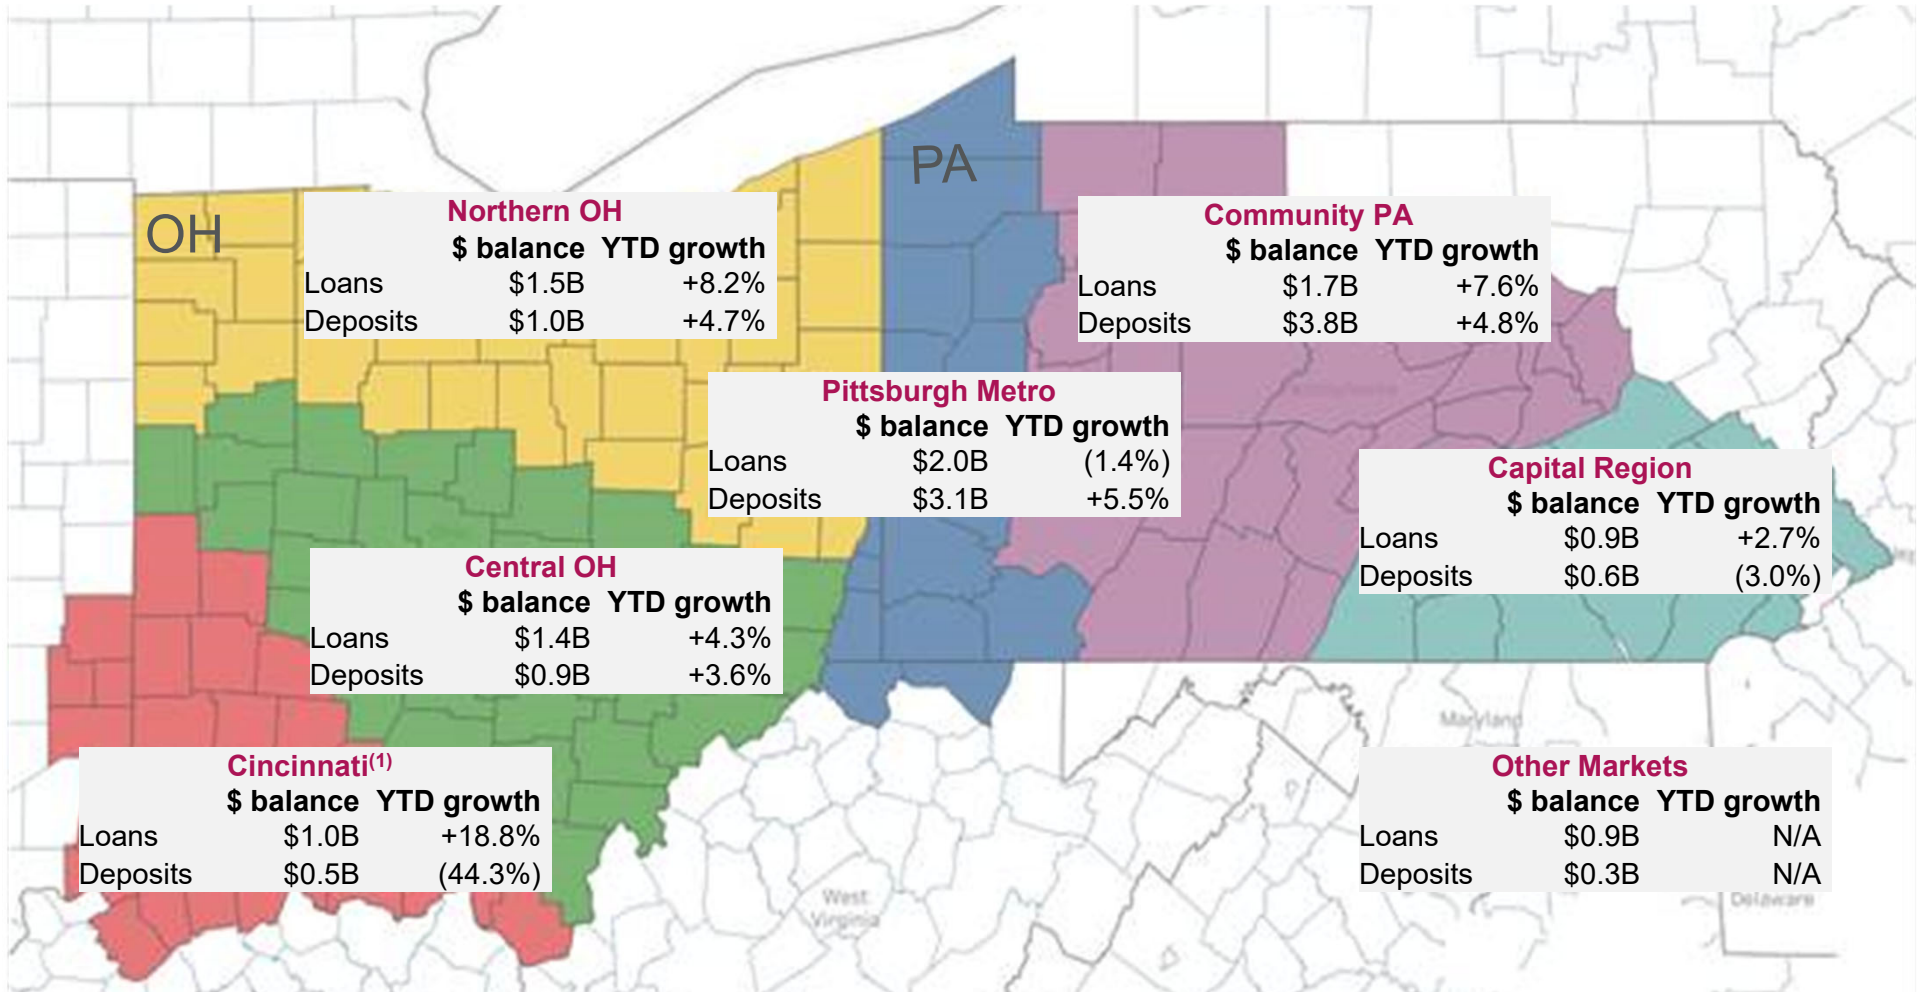 PA
OH
Northern OH
$ balance YTD growth
Loans $1.5B +8.2%
Deposits $1.0B +4.7%
Community PA
$ balance YTD growth
Loans $1.7B +7.6%
Deposits $3.8B +4.8%
Pittsburgh Metro
$ balance YTD growth
Loans $2.0B (1.4%)
Deposits $3.1B +5.5%
Capital Region
$ balance YTD growth
Loans $0.9B +2.7%
Deposits $0.6B (3.0%)
Central OH
$ balance YTD growth
Loans $1.4B +4.3%
Deposits $0.9B +3.6%
Maryland
Cincinnati(1)
$ balance YTD growth
Loans $1.0B +18.8%
Deposits $0.5B (44.3%)
Other Markets
$ balance YTD growth
Loans $0.9B N/A
Deposits $0.3B N/A
West
Virginia
Delaware